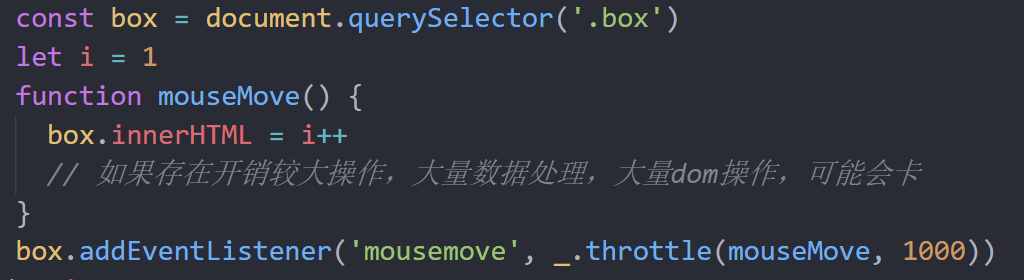 const box = document.querySelector('.box')
let i = 1
function mouseMove() {
  box.innerHTML = i++
  // 如果存在开销较大操作，大量数据处理，大量dom操作，可能会卡
}
box.addEventListener('mousemove', _.throttle(mouseMove, 1000))